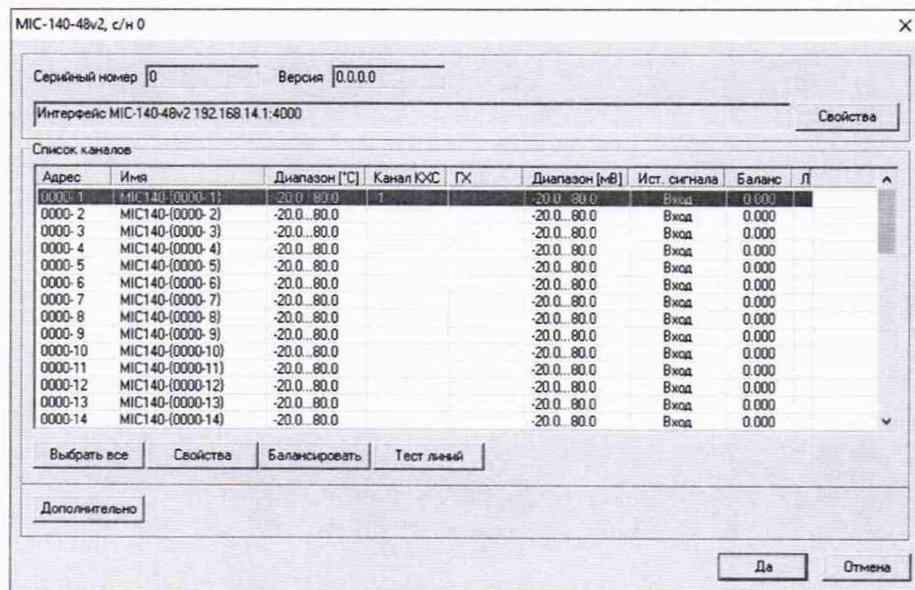 MIC-140-48v2, с/н 0
Серийный номер 0 Версия 0.0.0.0
Интерфейс MIC-140-48v2 192.168.14.1:4000 Свойства
Список каналов
Адрес Имя Диапазон [°C] Канал КХС ГХ Диапазон [мВ] Ист. сигнала Баланс Л
0000- 1 MIC140-{0000- 1} -20.0...80.0 1 -20.0...80.0 Вход 0.000
0000- 2 MIC140-{0000- 2} -20.0...80.0 -20.0...80.0 Вход 0.000
0000- 3 MIC140-{0000- 3} -20.0...80.0 -20.0...80.0 Вход 0.000
0000- 4 MIC140-{0000- 4} -20.0...80.0 -20.0...80.0 Вход 0.000
0000- 5 MIC140-{0000- 5} -20.0...80.0 -20.0...80.0 Вход 0.000
0000- 6 MIC140-{0000- 6} -20.0...80.0 -20.0...80.0 Вход 0.000
0000- 7 MIC140-{0000- 7} -20.0...80.0 -20.0...80.0 Вход 0.000
0000- 8 MIC140-{0000- 8} -20.0...80.0 -20.0...80.0 Вход 0.000
0000- 9 MIC140-{0000- 9} -20.0...80.0 -20.0...80.0 Вход 0.000
0000-10 MIC140-{0000-10} -20.0...80.0 -20.0...80.0 Вход 0.000
0000-11 MIC140-{0000-11} -20.0...80.0 -20.0...80.0 Вход 0.000
0000-12 MIC140-{0000-12} -20.0...80.0 -20.0...80.0 Вход 0.000
0000-13 MIC140-{0000-13} -20.0...80.0 -20.0...80.0 Вход 0.000
0000-14 MIC140-{0000-14} -20.0...80.0 -20.0...80.0 Вход 0.000
Выбрать все Свойства Балансировать Тест линий
Дополнительно
Да Отмена